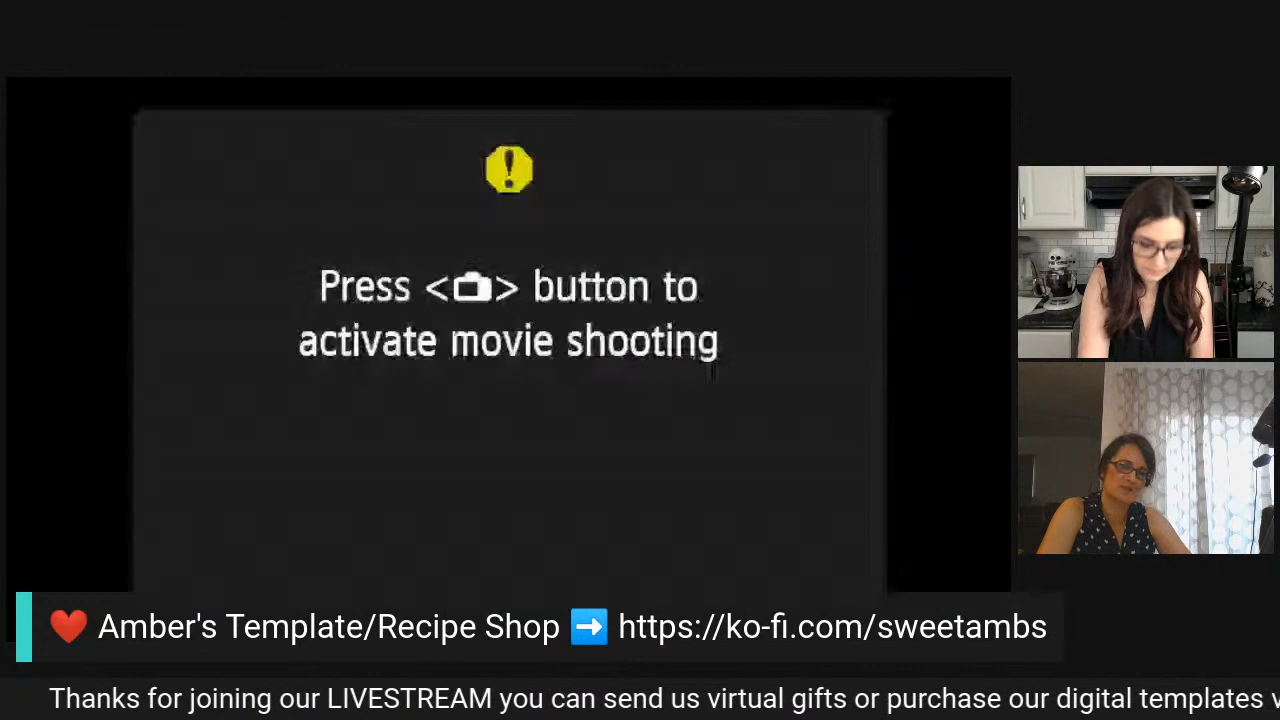 Press <📷> button to
activate movie shooting
❤️ Amber's Template/Recipe Shop ➡️ https://ko-fi.com/sweetambs
Thanks for joining our LIVESTREAM you can send us virtual gifts or purchase our digital templates